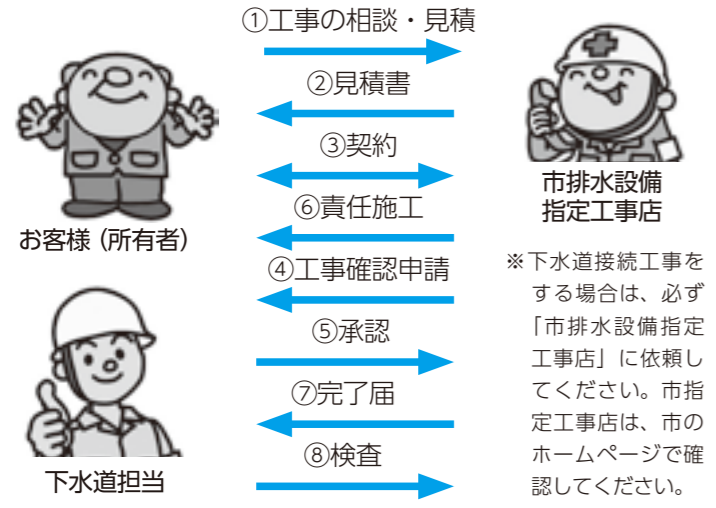 ①工事の相談・見積
②見積書
③契約
⑥責任施工
④工事確認申請
⑤承認
⑦完了届
⑧検査
お客様（所有者）
下水道担当
市排水設備
指定工事店
※下水道接続工事を
する場合は、必ず
「市排水設備指定
工事店」に依頼し
てください。市指
定工事店は、市の
ホームページで確
認してください。